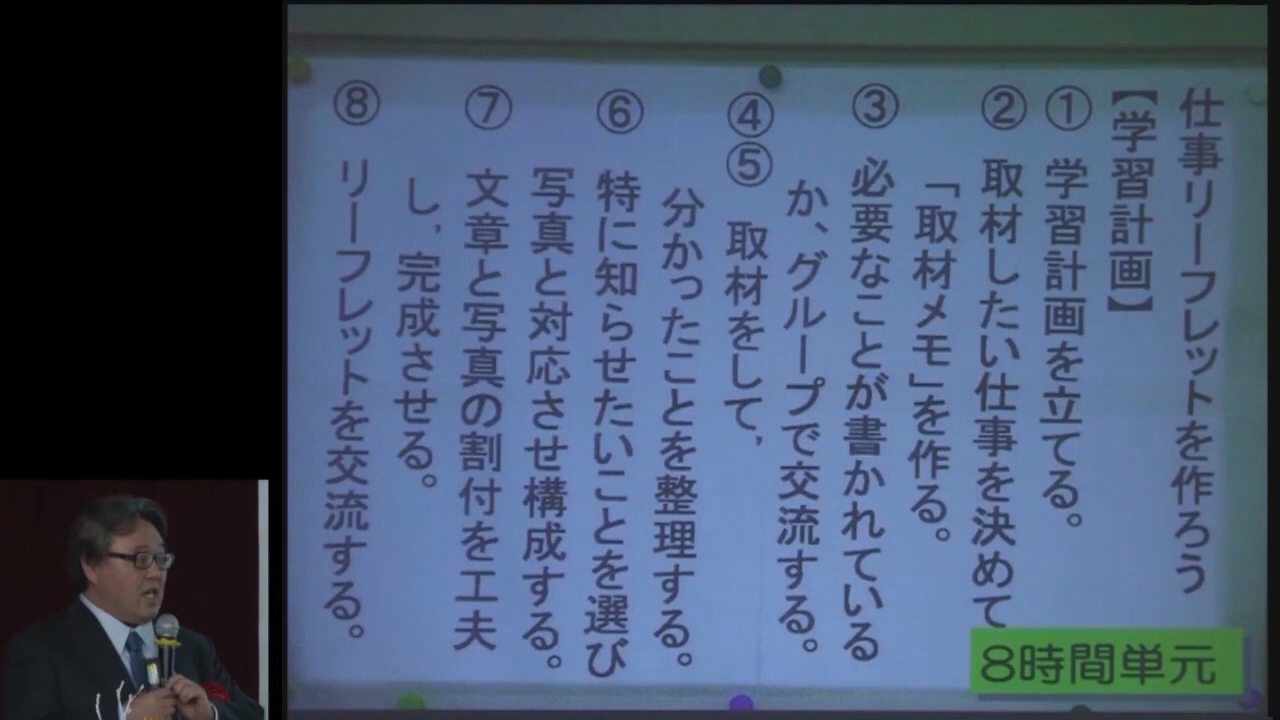 仕事リーフレットを作ろう
【学習計画】
① 学習計画を立てる。
② 取材したい仕事を決めて
「取材メモ」を作る。
③ 必要なことが書かれている
か、グループで交流する。
④⑤ 取材をして，
分かったことを整理する。
⑥ 特に知らせたいことを選び
写真と対応させ構成する。
⑦ 文章と写真の割付を工夫
し，完成させる。
⑧ リーフレットを交流する。
8時間単元